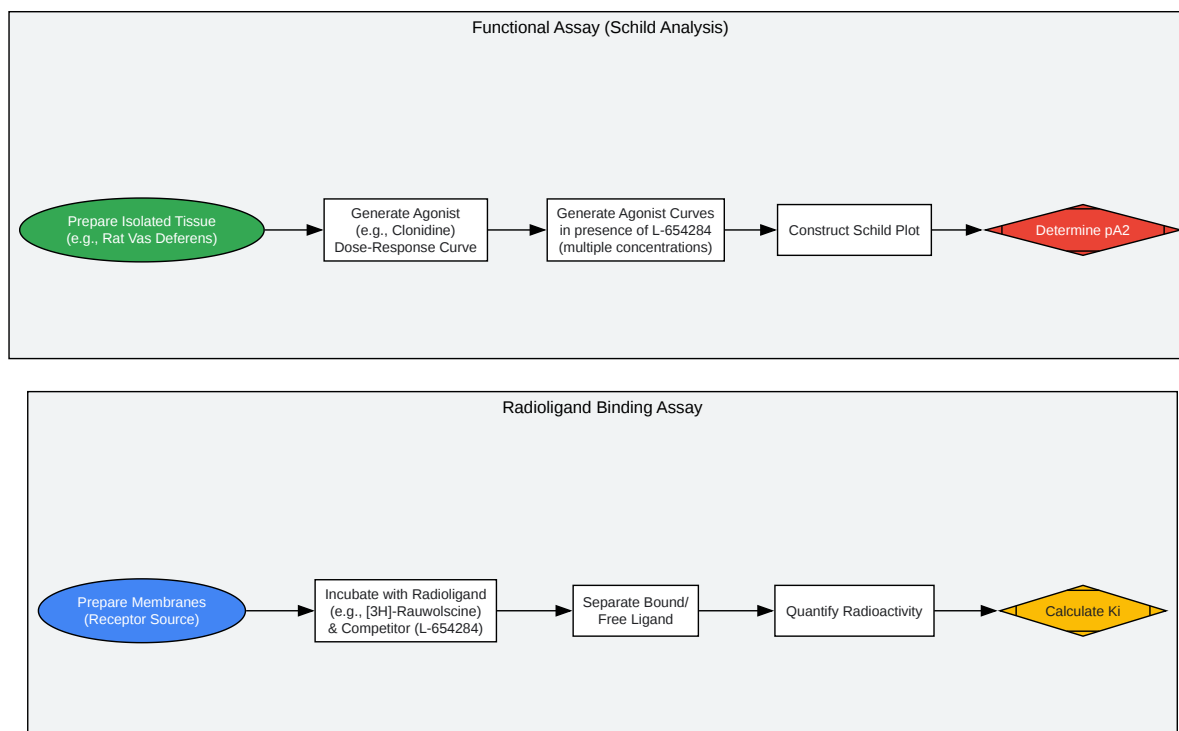 Functional Assay (Schild Analysis)
Prepare Isolated Tissue
(e.g., Rat Vas Deferens)
Generate Agonist
(e.g., Clonidine)
Dose-Response Curve
Generate Agonist Curves
in presence of L-654284
(multiple concentrations)
Construct Schild Plot
Determine pA2
Radioligand Binding Assay
Prepare Membranes
(Receptor Source)
Incubate with Radioligand
(e.g., [3H]-Rauwolscine)
& Competitor (L-654284)
Separate Bound/
Free Ligand
Quantify Radioactivity
Calculate Ki